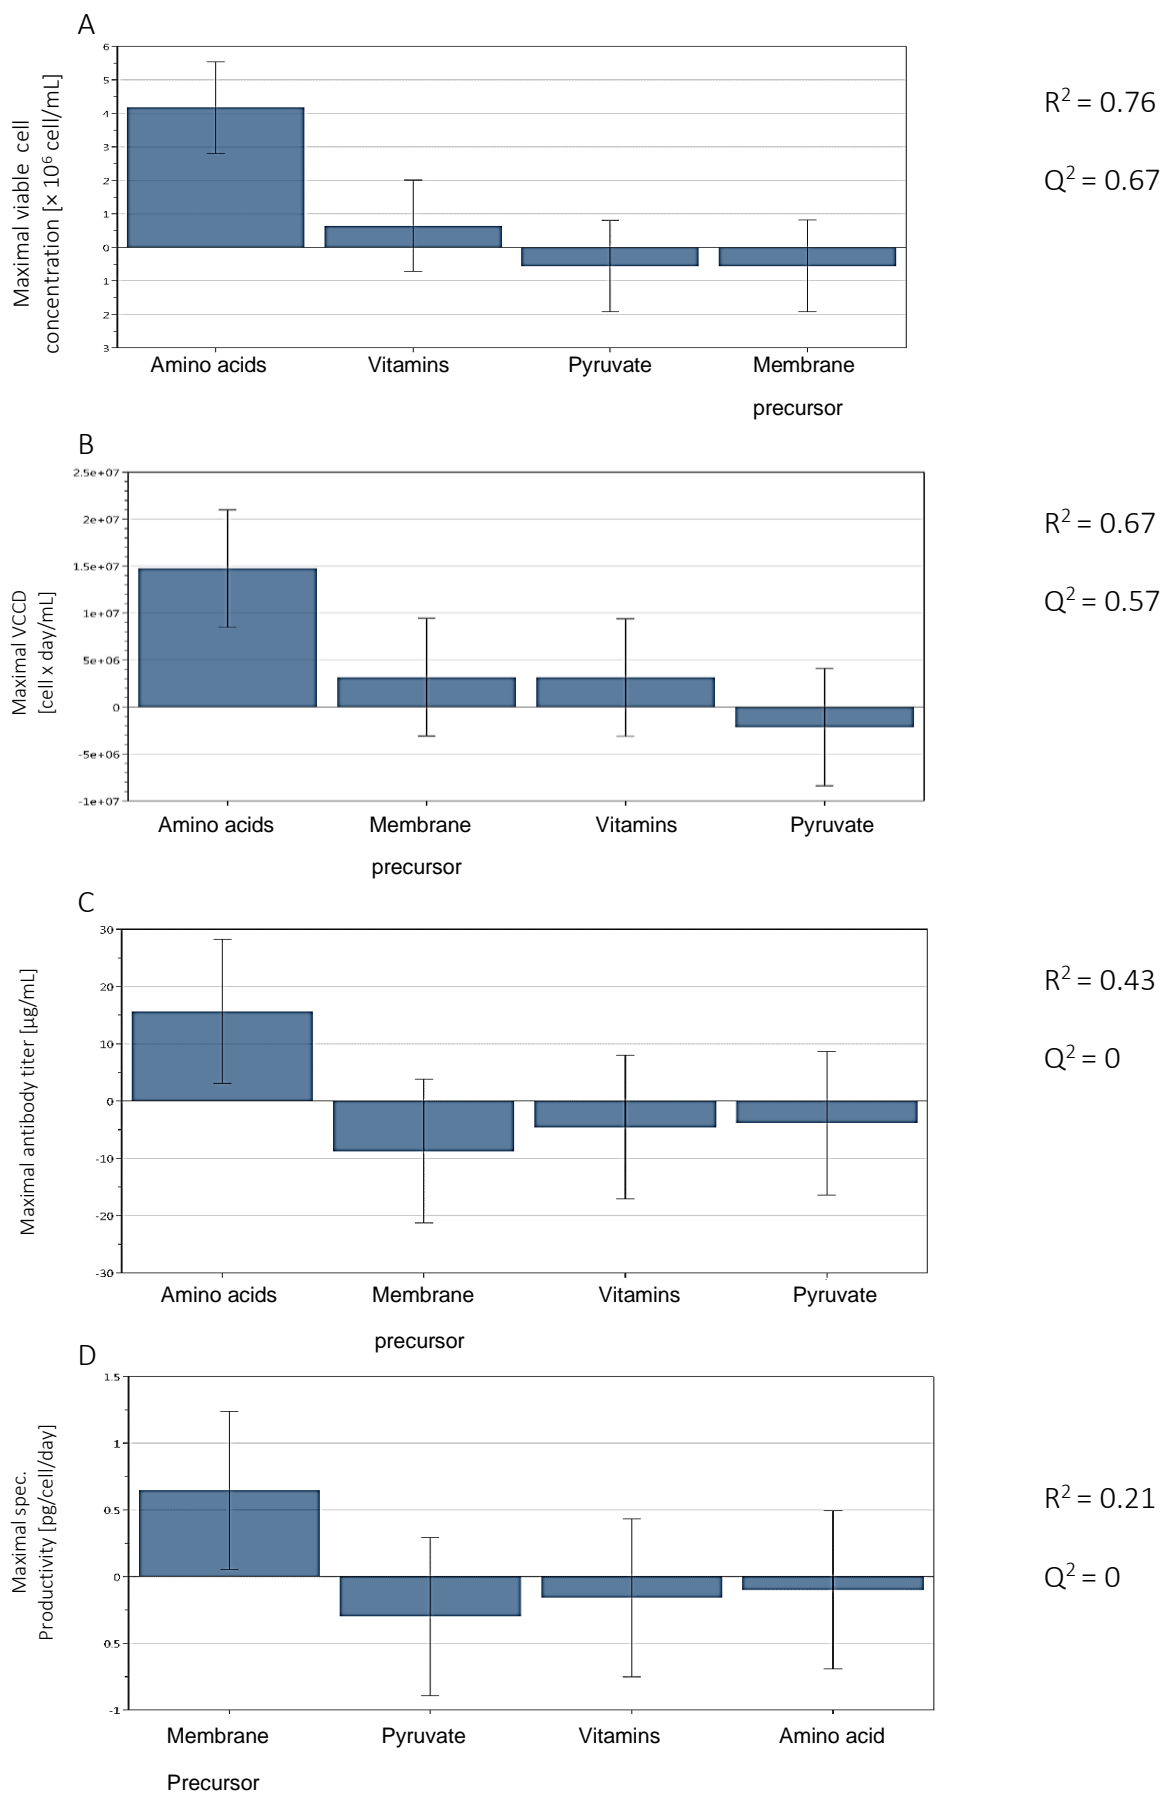 A
Maximal viable cell
concentration [× 10⁶ cell/mL]
6
5
4
3
2
1
0
1
2
3
Amino acids Vitamins Pyruvate Membrane
precursor
R² = 0.76
Q² = 0.67
B
Maximal VCCD
[cell x day/mL]
2.5e+07
2e+07
1.5e+07
1e+07
5e+06
0
-5e+06
-1e+07
Amino acids Membrane Vitamins Pyruvate
precursor
R² = 0.67
Q² = 0.57
C
Maximal antibody titer [µg/mL]
30
20
10
0
-10
-20
-30
Amino acids Membrane Vitamins Pyruvate
precursor
R² = 0.43
Q² = 0
D
Maximal spec.
Productivity [pg/cell/day]
1.5
1
0.5
0
0.5
-1
Membrane Pyruvate Vitamins Amino acid
Precursor
R² = 0.21
Q² = 0